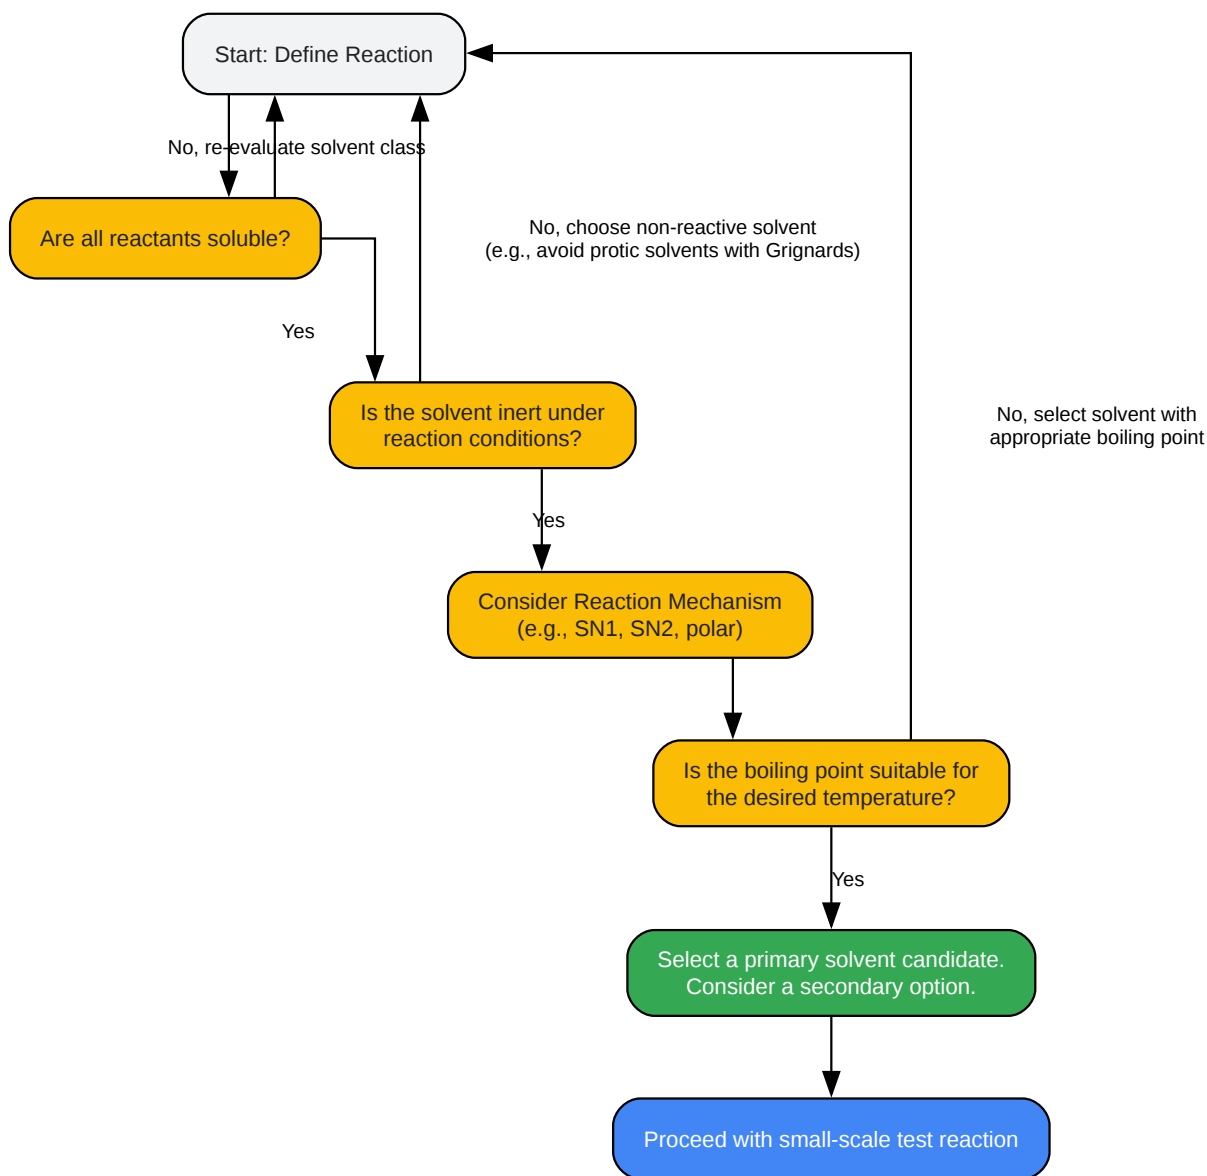 Start: Define Reaction
No, re-evaluate solvent class
Are all reactants soluble?
No, choose non-reactive solvent
(e.g., avoid protic solvents with Grignards)
Yes
Is the solvent inert under
reaction conditions?
No, select solvent with
appropriate boiling point
Yes
Consider Reaction Mechanism
(e.g., SN1, SN2, polar)
Is the boiling point suitable for
the desired temperature?
Yes
Select a primary solvent candidate.
Consider a secondary option.
Proceed with small-scale test reaction